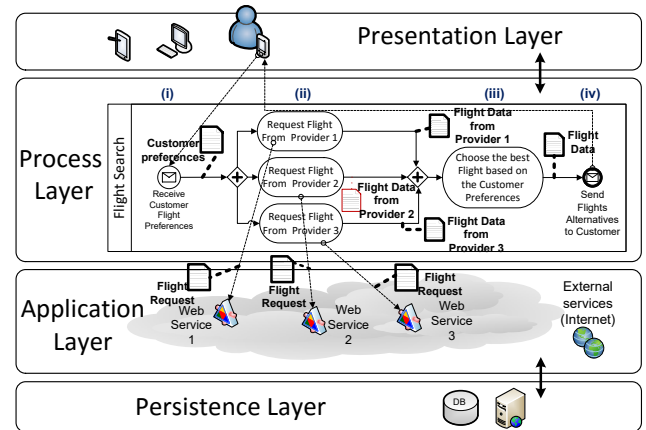 Presentation Layer
(i)
(ii)
(iii)
(iv)
Process
Layer
Flight Search
Customer
preferences
Receive
Customer
Flight
Preferences
Request Flight
From Provider 1
Request Flight
From Provider 2
Request Flight
From Provider 3
Flight Data
from
Provider 1
Flight Data
from
Provider 2
Flight Data
from
Provider 3
Choose the best
Flight based on
the Customer
Preferences
Flight
Data
Send
Flights
Alternatives
to Customer
Application
Layer
Flight
Request
Flight
Request
Flight
Request
Web
Service
1
Web
Service
2
Web
Service
3
External
services
(Internet)
Persistence Layer
DB